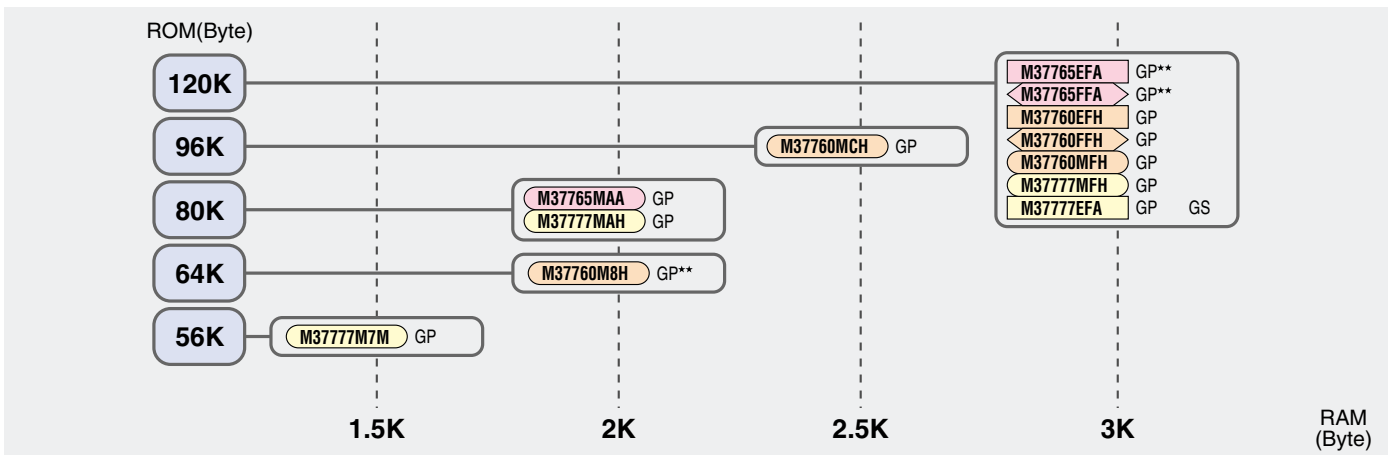 ROM(Byte)
120K
M37765EFA GP★★
M37765FFA GP★★
M37760EFH GP
M37760FFH GP
M37760MFH GP
M37777MFH GP
M37777EFA GP GS
96K
M37760MCH GP
80K
M37765MAA GP
M37777MAH GP
64K
M37760M8H GP★★
56K
M37777M7M GP
1.5K 2K 2.5K 3K
RAM
(Byte)